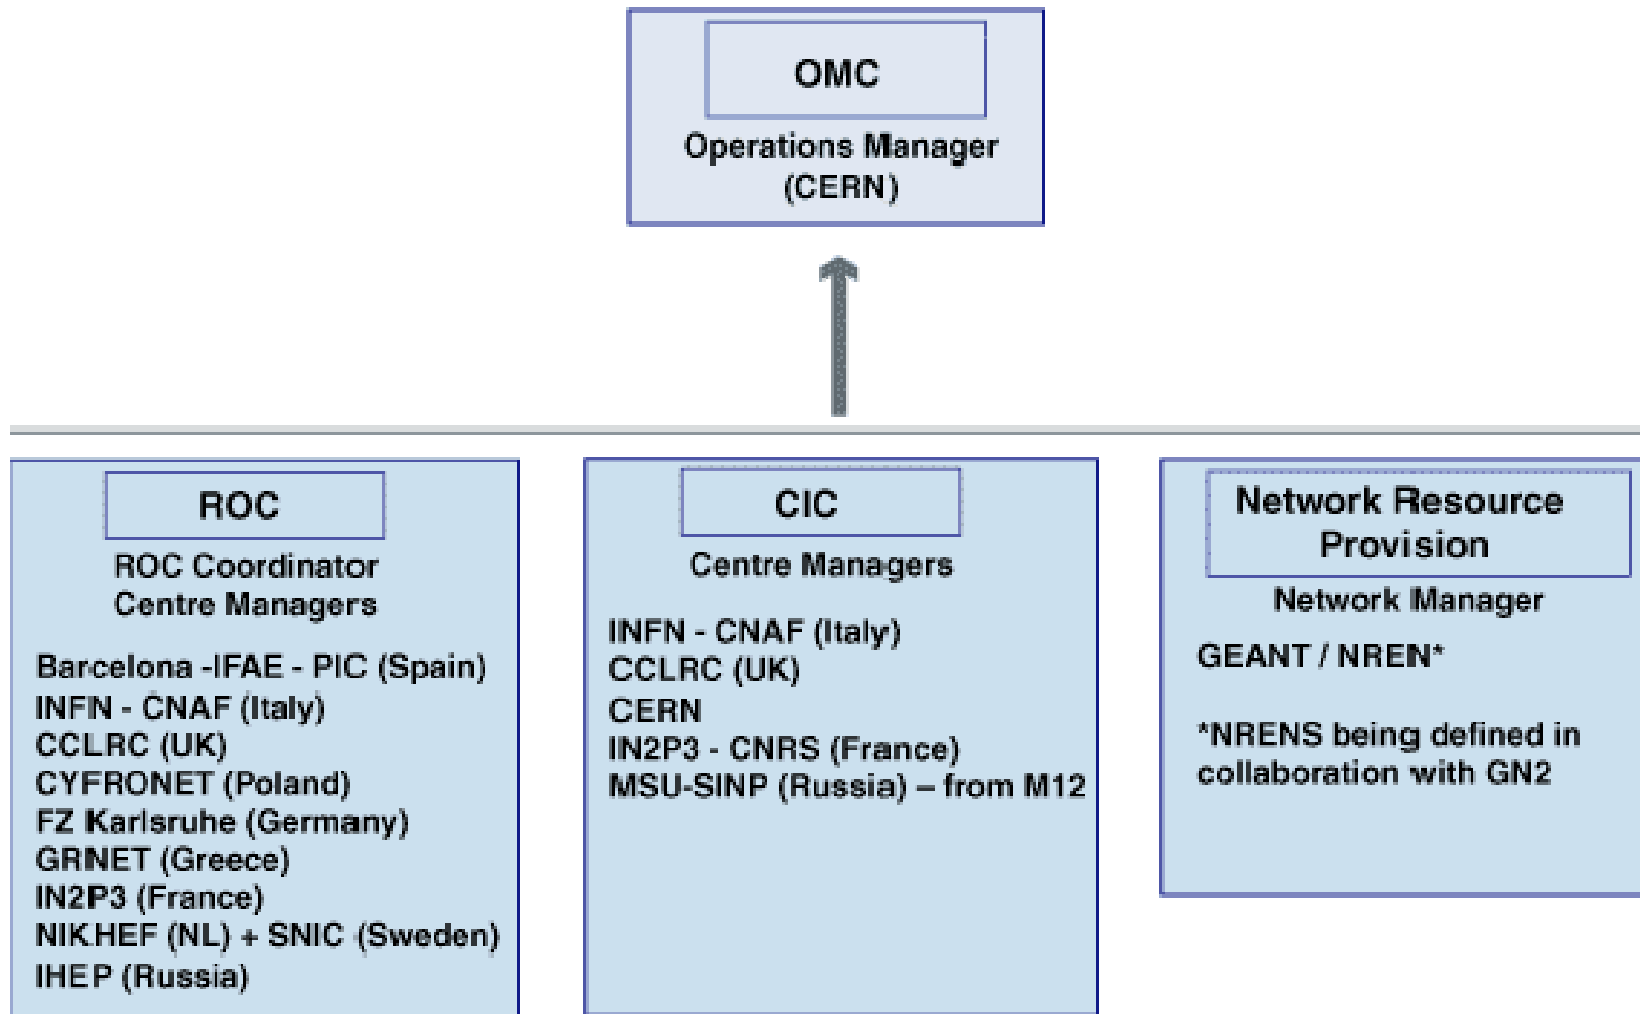 OMC
Operations Manager
(CERN)
ROC
ROC Coordinator
Centre Managers
Barcelona -IFAE - PIC (Spain)
INFN - CNAF (Italy)
CCLRC (UK)
CYFRONET (Poland)
FZ Karlsruhe (Germany)
GRNET (Greece)
IN2P3 (France)
NIKHEF (NL) + SNIC (Sweden)
IHEP (Russia)
CIC
Centre Managers
INFN - CNAF (Italy)
CCLRC (UK)
CERN
IN2P3 - CNRS (France)
MSU-SINP (Russia) – from M12
Network Resource
Provision
Network Manager
GEANT / NREN*
*NRENS being defined in
collaboration with GN2